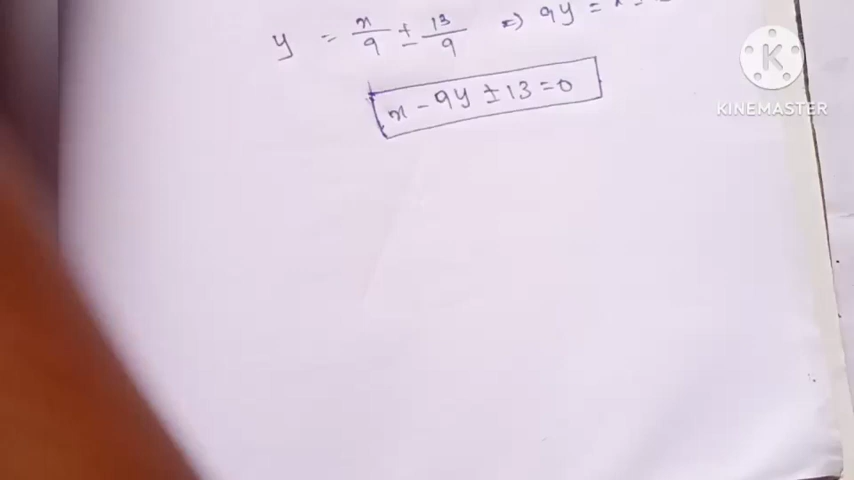 y = x/9 ± 13/9 => 9y = x
x - 9y ± 13 = 0
K
KINEMASTER